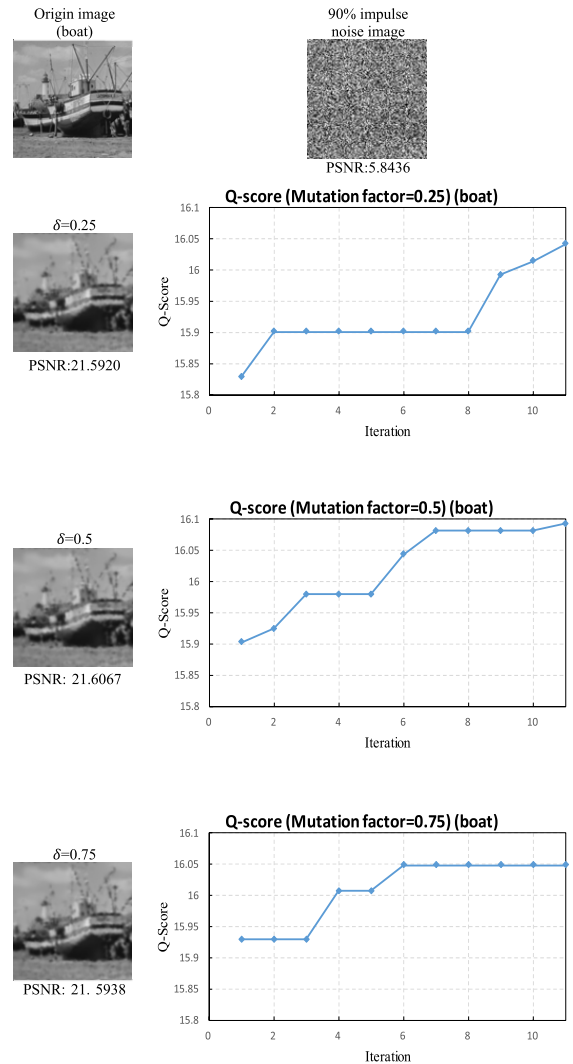 Origin image
(boat)
90% impulse
noise image
PSNR:5.8436
Q-score (Mutation factor=0.25) (boat)
δ=0.25
PSNR:21.5920
Q-Score
16.1
16.05
16
15.95
15.9
15.85
15.8
0 2 4 6 8 10
Iteration
Q-score (Mutation factor=0.5) (boat)
δ=0.5
PSNR: 21.6067
Q-Score
16.1
16.05
16
15.95
15.9
15.85
15.8
0 2 4 6 8 10
Iteration
Q-score (Mutation factor=0.75) (boat)
δ=0.75
PSNR: 21. 5938
Q-Score
16.1
16.05
16
15.95
15.9
15.85
15.8
0 2 4 6 8 10
Iteration